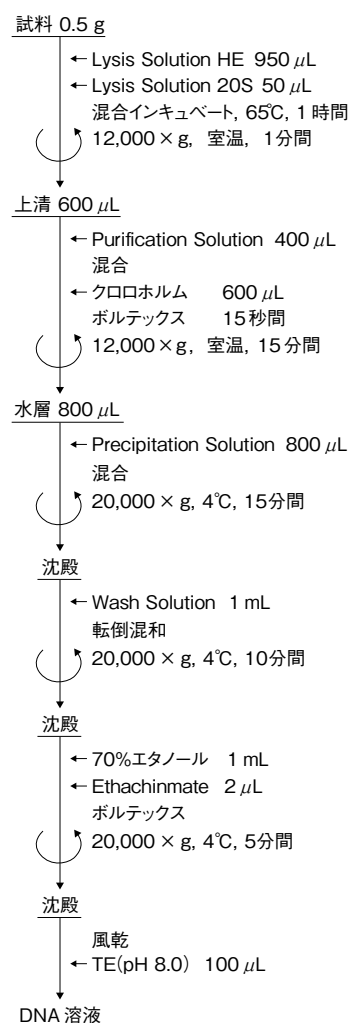 試料 0.5 g
← Lysis Solution HE 950 μL
← Lysis Solution 20S 50 μL
混合インキュベート, 65℃, 1 時間
12,000 × g, 室温, 1分間
上清 600 μL
← Purification Solution 400 μL
混合
← クロロホルム 600 μL
ボルテックス 15秒間
12,000 × g, 室温, 15分間
水層 800 μL
← Precipitation Solution 800 μL
混合
20,000 × g, 4℃, 15分間
沈殿
← Wash Solution 1 mL
転倒混和
20,000 × g, 4℃, 10分間
沈殿
← 70%エタノール 1 mL
← Ethachinmate 2 μL
ボルテックス
20,000 × g, 4℃, 5分間
沈殿
風乾
← TE(pH 8.0) 100 μL
DNA 溶液